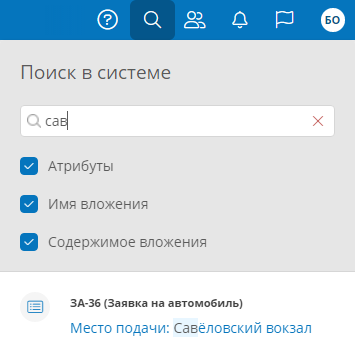 БО
Поиск в системе
сав
Атрибуты
Имя вложения
Содержимое вложения
ЗА-36 (Заявка на автомобиль)
Место подачи: Савёловский вокзал